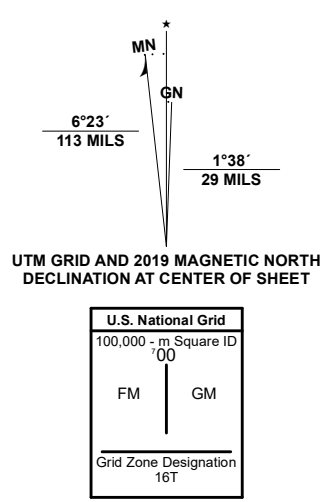 ★
MN
GN
6°23´
113 MILS
1°38´
29 MILS
UTM GRID AND 2019 MAGNETIC NORTH
DECLINATION AT CENTER OF SHEET
U.S. National Grid
100,000 - m Square ID
⁷00
FM GM
Grid Zone Designation
16T